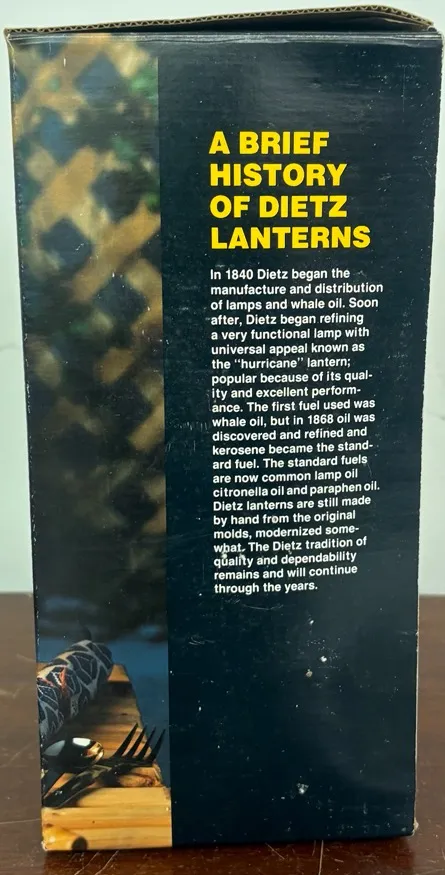 A BRIEF
HISTORY
OF DIETZ
LANTERNS
In 1840 Dietz began the
manufacture and distribution
of lamps and whale oil. Soon
after, Dietz began refining
a very functional lamp with
universal appeal known as
the "hurricane" lantern;
popular because of its qual-
ity and excellent perform-
ance. The first fuel used was
whale oil, but in 1868 oil was
discovered and refined and
kerosene became the stand-
ard fuel. The standard fuels
are now common lamp oil
citronella oil and paraphen oil.
Dietz lanterns are still made
by hand from the original
molds, modernized some-
what. The Dietz tradition of
quality and dependability
remains and will continue
through the years.